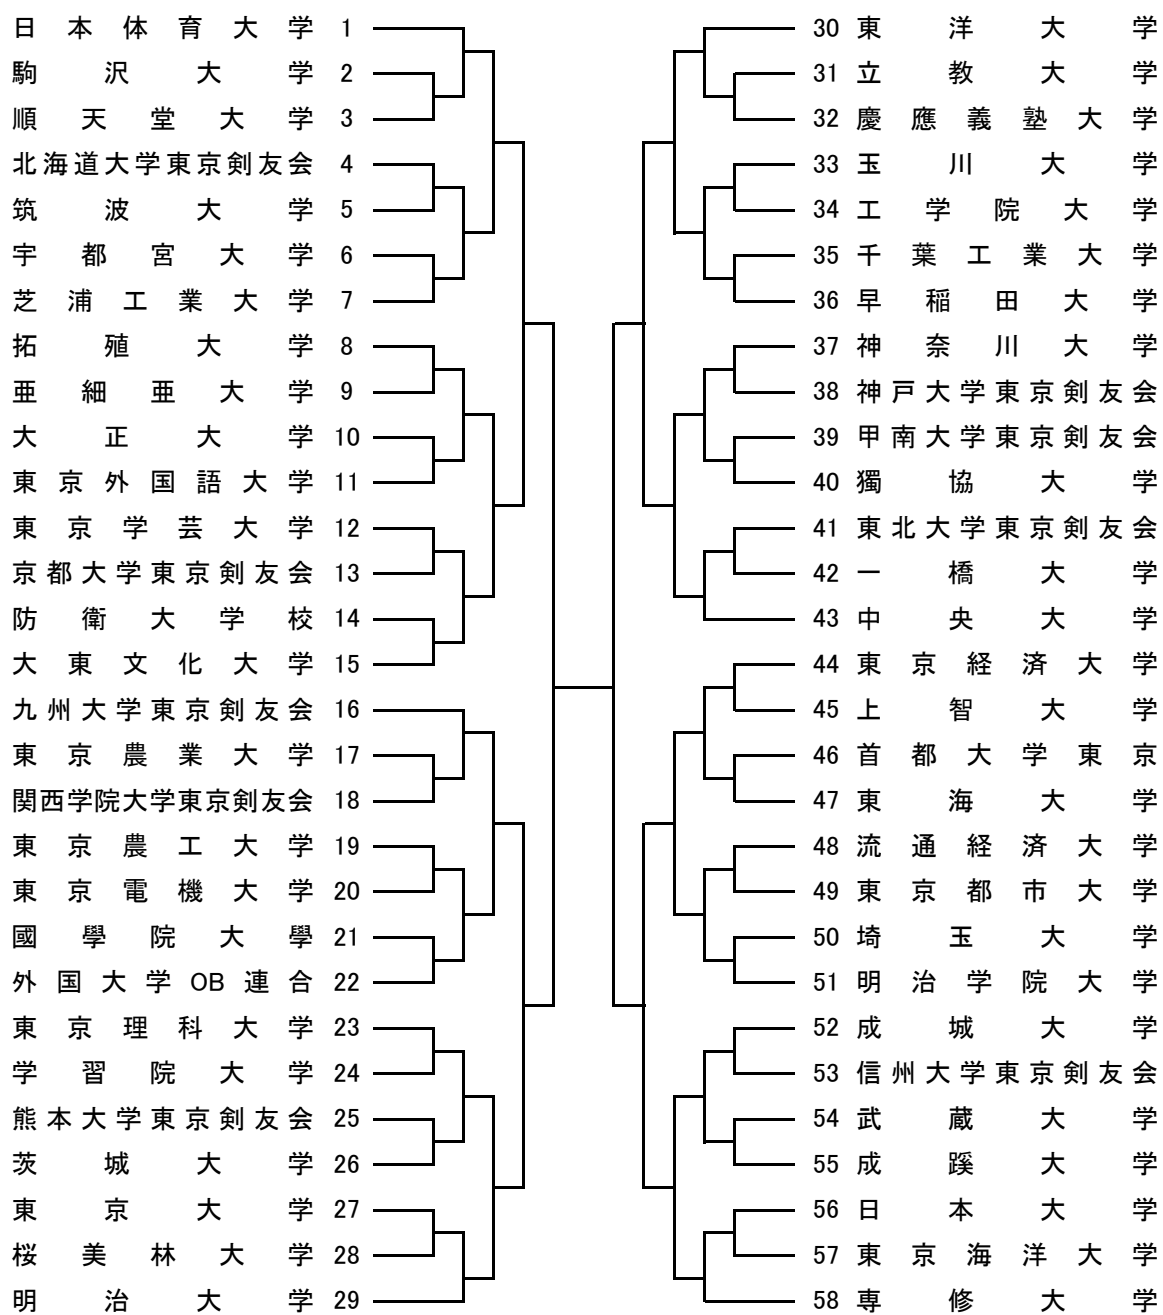 日本体育大学 1
駒沢大学 2
順天堂大学 3
北海道大学東京剣友会 4
筑波大学 5
宇都宮大学 6
芝浦工業大学 7
拓殖大学 8
亜細亜大学 9
大正大学 10
東京外国語大学 11
東京学芸大学 12
京都大学東京剣友会 13
防衛大学校 14
大東文化大学 15
九州大学東京剣友会 16
東京農業大学 17
関西学院大学東京剣友会 18
東京農工大学 19
東京電機大学 20
國學院大學 21
外国大学OB連合 22
東京理科大学 23
学習院大学 24
熊本大学東京剣友会 25
茨城大学 26
東京大学 27
桜美林大学 28
明治大学 29
30 東洋大学
31 立教大学
32 慶應義塾大学
33 玉川大学
34 工学院大学
35 千葉工業大学
36 早稲田大学
37 神奈川大学
38 神戸大学東京剣友会
39 甲南大学東京剣友会
40 獨協大学
41 東北大学東京剣友会
42 一橋大学
43 中央大学
44 東京経済大学
45 上智大学
46 首都大学東京
47 東海大学
48 流通経済大学
49 東京都市大学
50 埼玉大学
51 明治学院大学
52 成城大学
53 信州大学東京剣友会
54 武蔵大学
55 成蹊大学
56 日本大学
57 東京海洋大学
58 専修大学